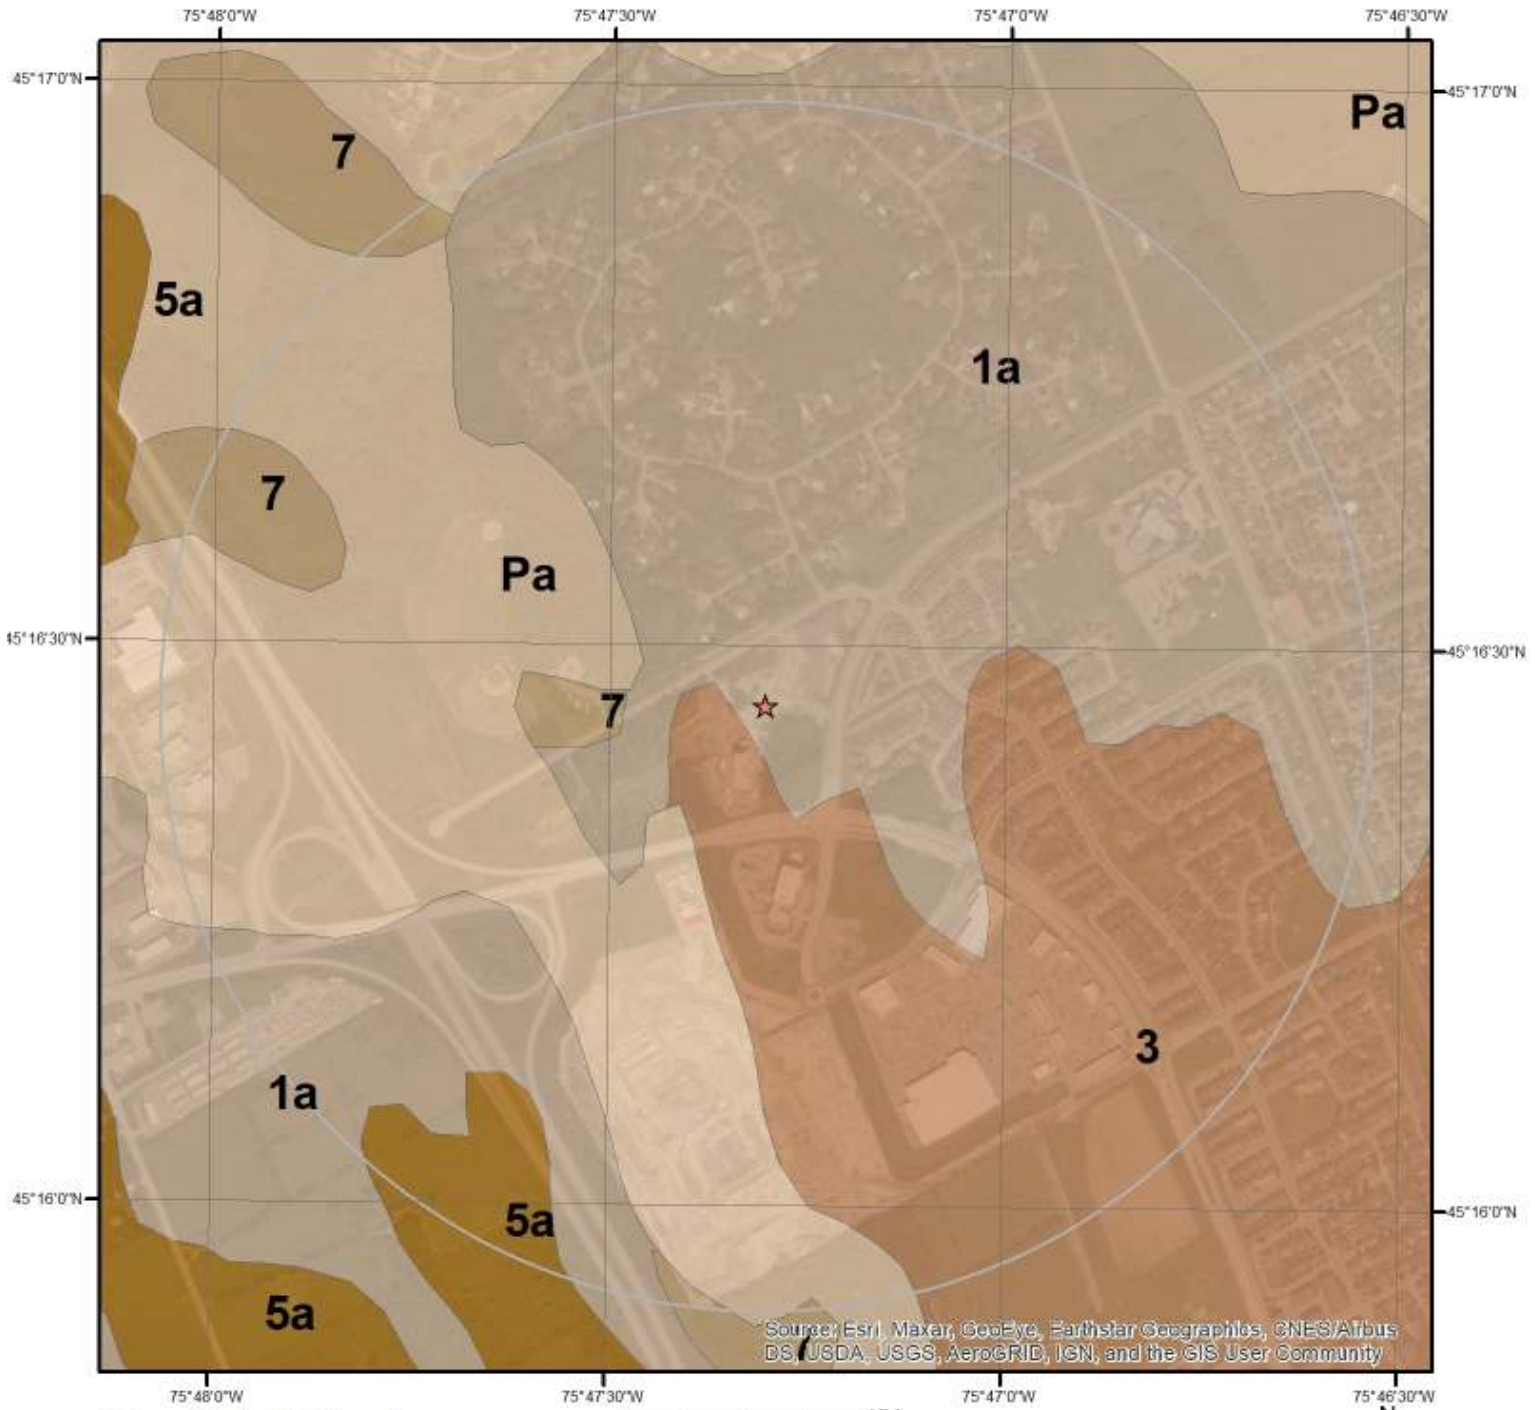 75°48'0"W 75°47'30"W 75°47'0"W 75°46'30"W
45°17'0"N
45°17'0"N
Pa
7
5a
1a
7
Pa
45°16'30"N
45°16'30"N
7
3
1a
45°16'0"N
45°16'0"N
5a
5a
7
Source: Esri, Maxar, GeoEye, Earthstar Geographics, CNES/Airbus
DS, USDA, USGS, AeroGRID, IGN, and the GIS User Community
75°48'0"W 75°47'30"W 75°47'0"W 75°46'30"W